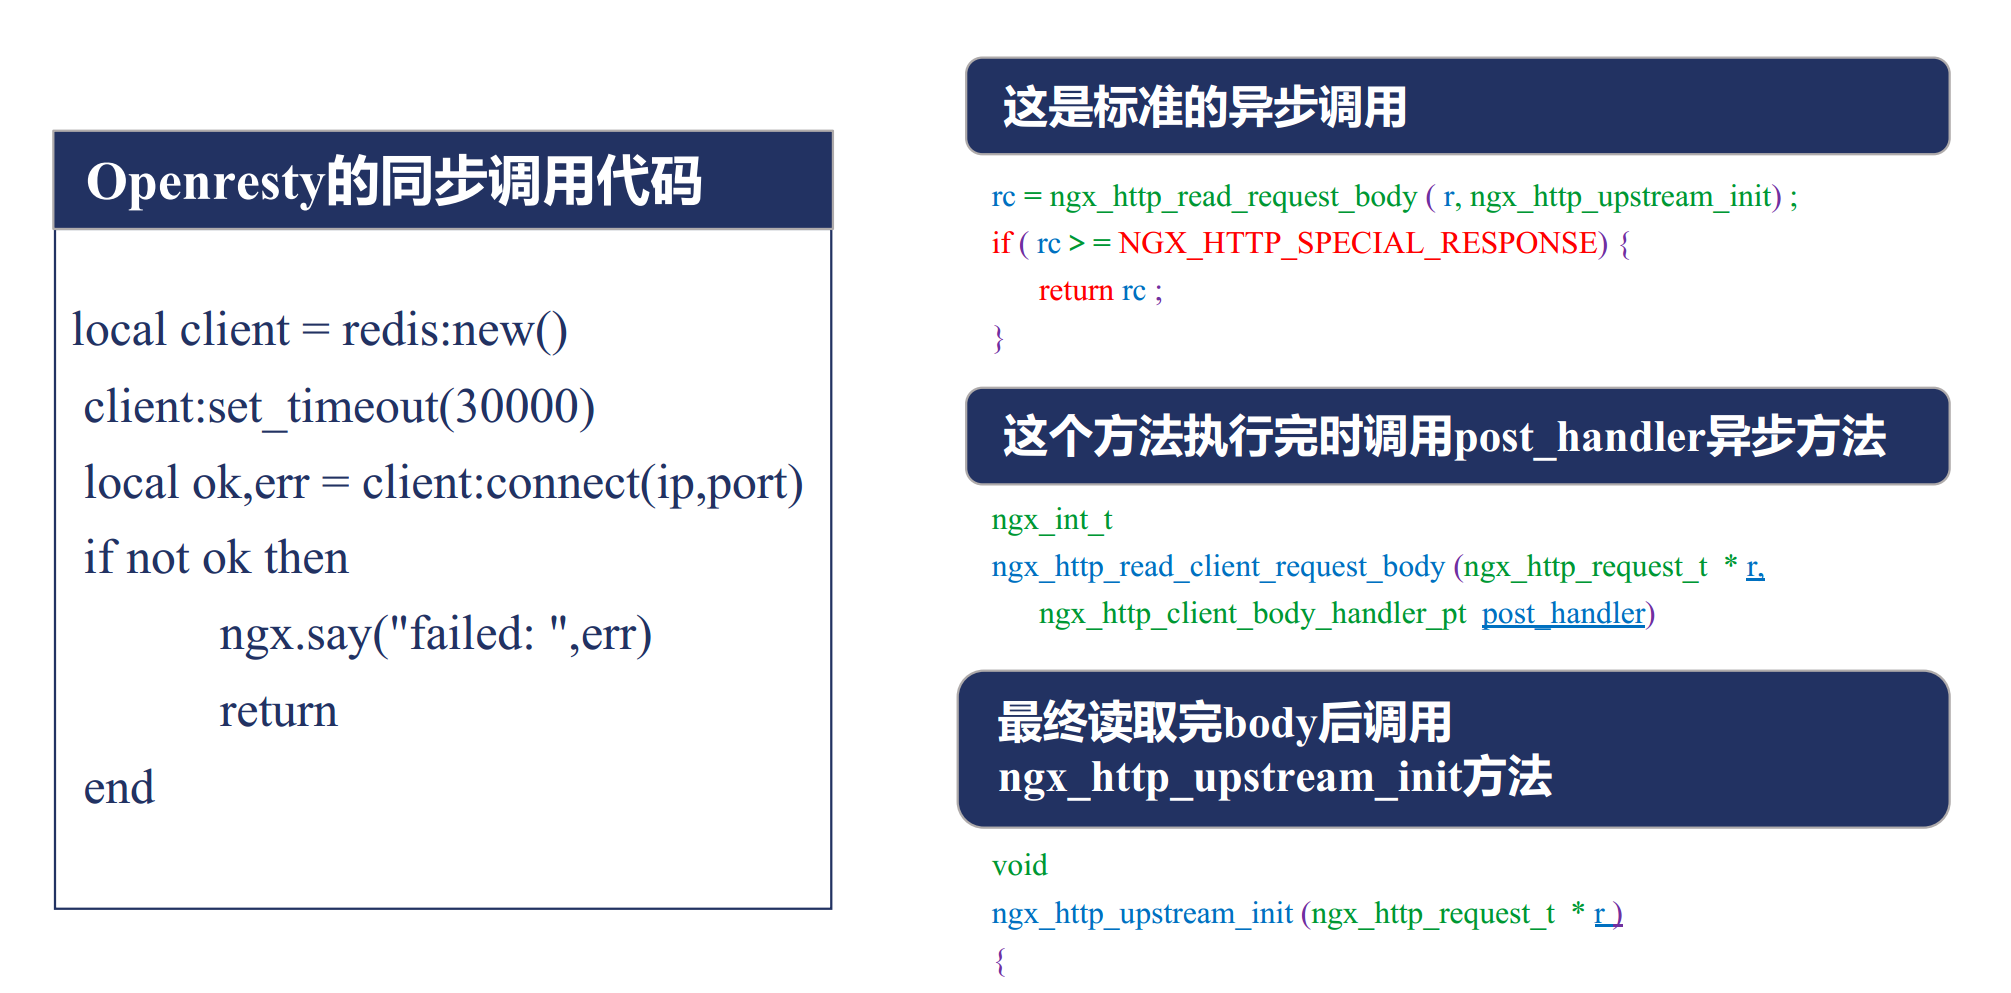 Openresty的同步调用代码
local client = redis:new()
client:set_timeout(30000)
local ok,err = client:connect(ip,port)
if not ok then
ngx.say("failed: ",err)
return
end
这是标准的异步调用
rc = ngx_http_read_request_body ( r, ngx_http_upstream_init) ;
if ( rc > = NGX_HTTP_SPECIAL_RESPONSE) {
return rc ;
}
这个方法执行完时调用post_handler异步方法
ngx_int_t
ngx_http_read_client_request_body (ngx_http_request_t * r,
ngx_http_client_body_handler_pt post_handler)
最终读取完body后调用
ngx_http_upstream_init方法
void
ngx_http_upstream_init (ngx_http_request_t * r )
{